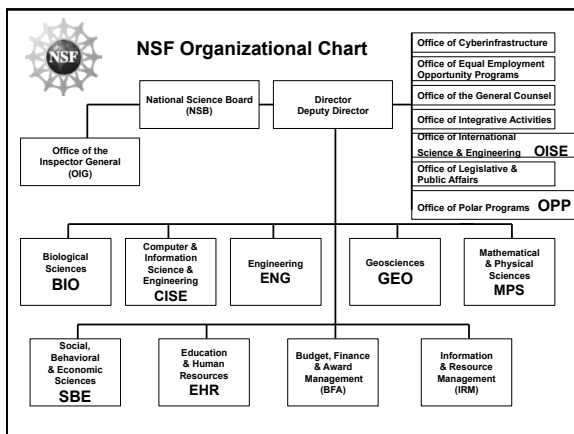 NSF
NSF Organizational Chart
Office of Cyberinfrastructure
Office of Equal Employment
Opportunity Programs
Office of the General Counsel
Office of Integrative Activities
Office of International
Science & Engineering OISE
Office of Legislative &
Public Affairs
Office of Polar Programs OPP
National Science Board
(NSB)
Director
Deputy Director
Office of the
Inspector General
(OIG)
Biological
Sciences
BIO
Computer &
Information
Science &
Engineering
CISE
Engineering
ENG
Geosciences
GEO
Mathematical
& Physical
Sciences
MPS
Social,
Behavioral
& Economic
Sciences
SBE
Education
& Human
Resources
EHR
Budget, Finance
& Award
Management
(BFA)
Information
& Resource
Management
(IRM)